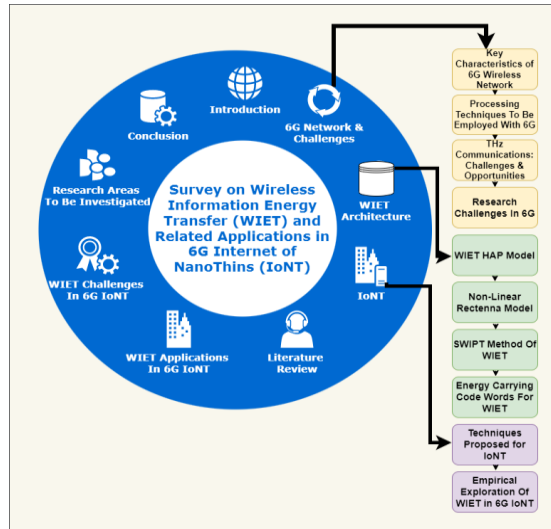 Introduction
6G Network &
Challenges
WIET
Architecture
IoNT
Literature
Review
WIET Applications
In 6G IoNT
WIET Challenges
In 6G IoNT
Research Areas
To Be Investigated
Conclusion
Survey on Wireless
Information Energy
Transfer (WIET) and
Related Applications in
6G Internet of
NanoThins (IoNT)
Key
Characteristics of
6G Wireless
Network
Processing
Techniques To Be
Employed With 6G
THz
Communications:
Challenges &
Opportunities
Research
Challenges In 6G
WIET HAP Model
Non-Linear
Rectenna Model
SWIPT Method Of
WIET
Energy Carrying
Code Words For
WIET
Techniques
Proposed for
IoNT
Empirical
Exploration Of
WIET in 6G IoNT